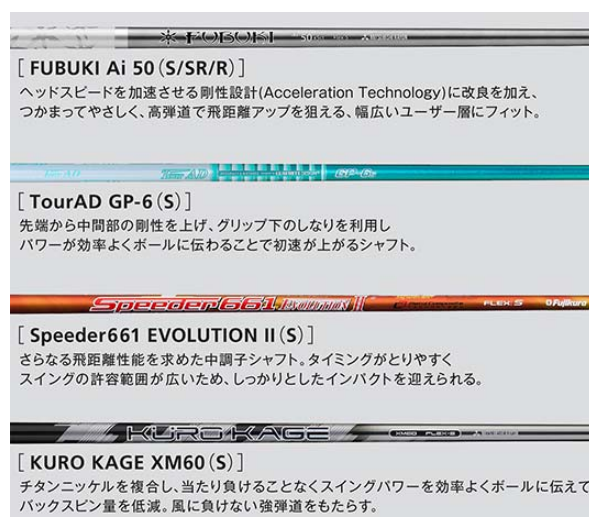 FUBUKI
[ FUBUKI Ai 50 (S/SR/R) ]
ヘッドスピードを加速させる剛性設計(Acceleration Technology)に改良を加え、
つかまってやさしく、高弾道で飛距離アップを狙える、幅広いユーザー層にフィット。
Tour AD Tour AD GP-6
[ TourAD GP-6 (S) ]
先端から中間部の剛性を上げ、グリップ下のしなりを利用し
パワーが効率よくボールに伝わることで初速が上がるシャフト。
Speeder 661 EVOLUTION II FLEX:S Fujikura
[ Speeder661 EVOLUTION II (S) ]
さらなる飛距離性能を求めた中調子シャフト。タイミングがとりやすく
スイングの許容範囲が広いため、しっかりとしたインパクトを迎えられる。
KURO KAGE XM60 FLEX-S
[ KURO KAGE XM60 (S) ]
チタンニッケルを複合し、当たり負けることなくスイングパワーを効率よくボールに伝えて
バックスピン量を低減。風に負けない強弾道をもたらす。